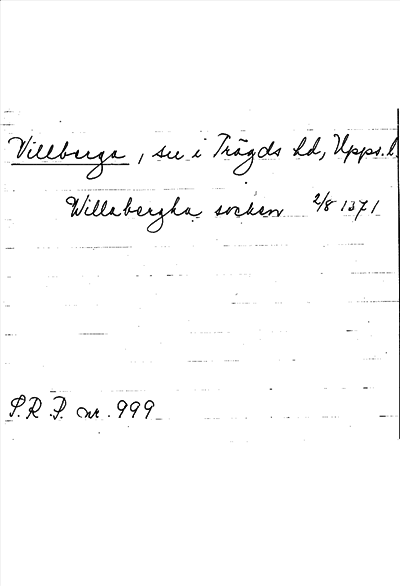 Villberga, sn i Trögds hd, Upps. l.
Willabergha socken 2/8 1371
S.R.P. nr. 999